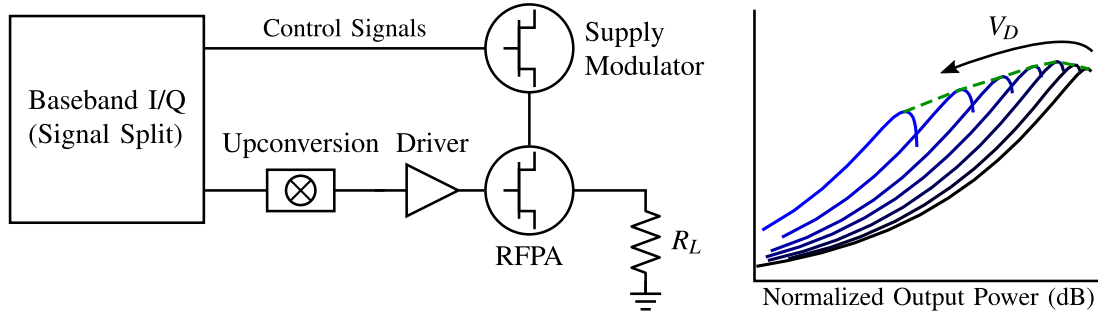 Control Signals
Supply
Modulator
Baseband I/Q
(Signal Split)
Upconversion
Driver
RFPA
R_L
V_D
Normalized Output Power (dB)